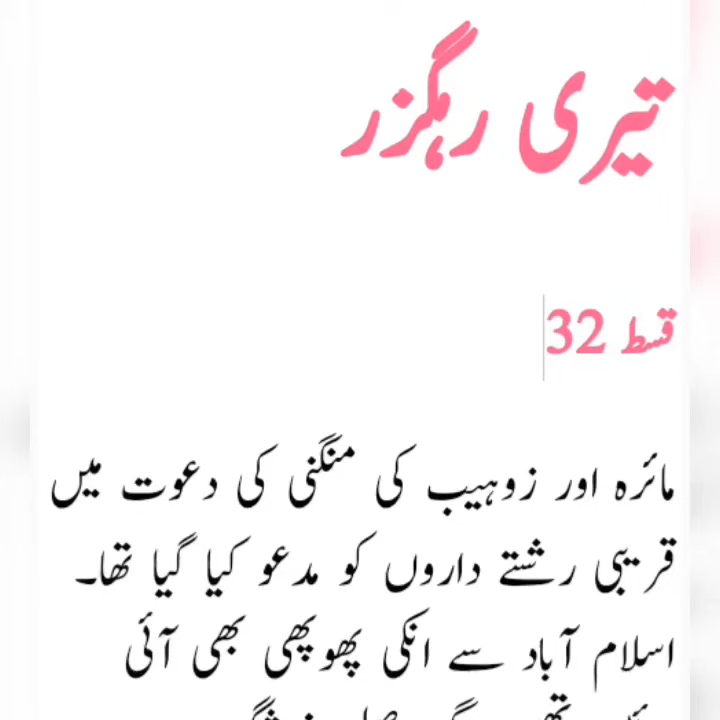 تیری رہگزر
قسط 32
مائرہ اور زوہیب کی منگنی کی دعوت میں
قریبی رشتے داروں کو مدعو کیا گیا تھا۔
اسلام آباد سے انکی پھوپھی بھی آئی